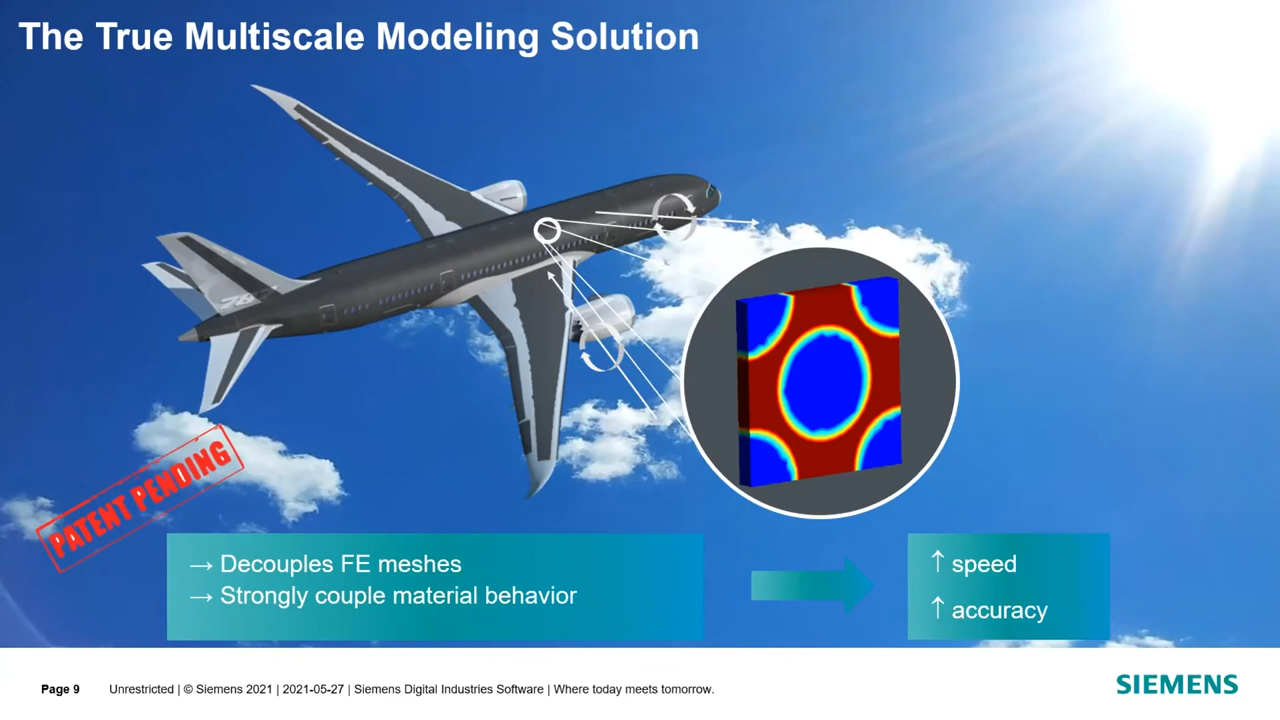 The True Multiscale Modeling Solution
PATENT PENDING
→ Decouples FE meshes
→ Strongly couple material behavior
↑ speed
↑ accuracy
Page 9 Unrestricted | © Siemens 2021 | 2021-05-27 | Siemens Digital Industries Software | Where today meets tomorrow.
SIEMENS